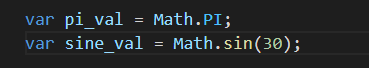 var pi_val = Math.PI;
var sine_val = Math.sin(30);